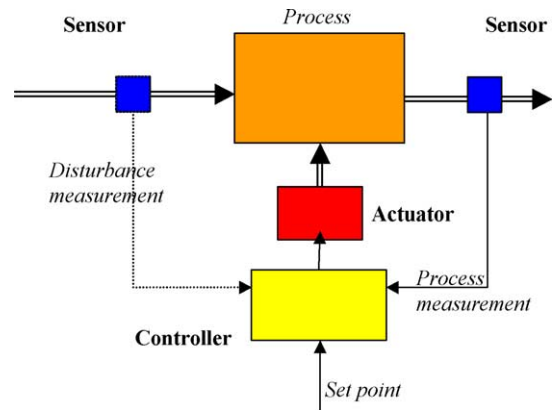 Process
Sensor
Sensor
Disturbance
measurement
Actuator
Process
measurement
Controller
Set point